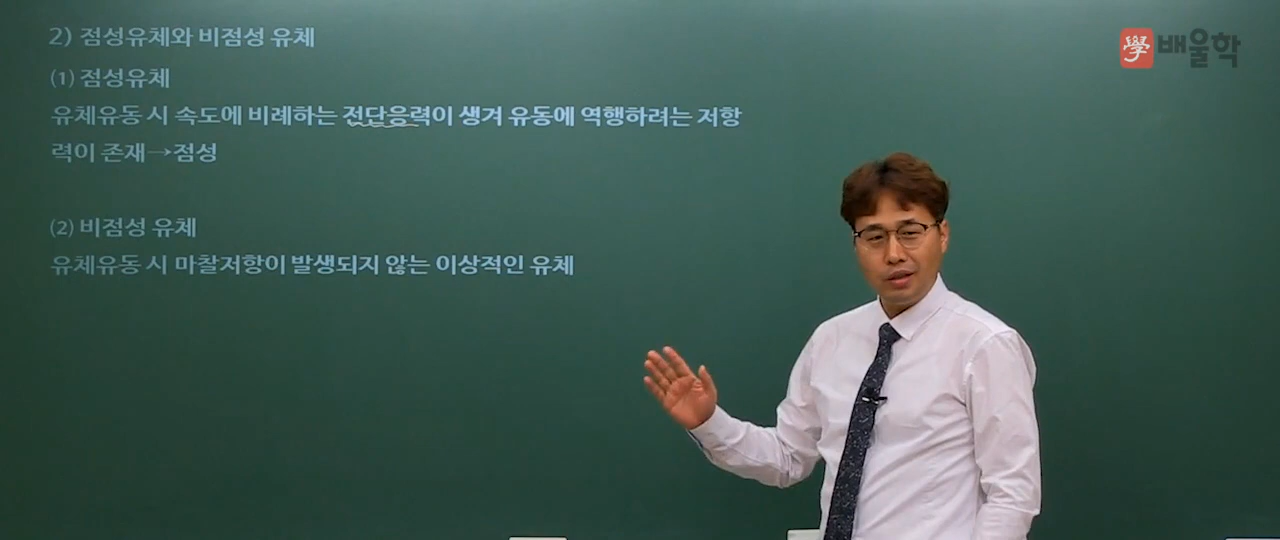 2) 점성유체와 비점성 유체
學 배울학
(1) 점성유체
유체유동 시 속도에 비례하는 전단응력이 생겨 유동에 역행하려는 저항
력이 존재→점성
(2) 비점성 유체
유체유동 시 마찰저항이 발생되지 않는 이상적인 유체